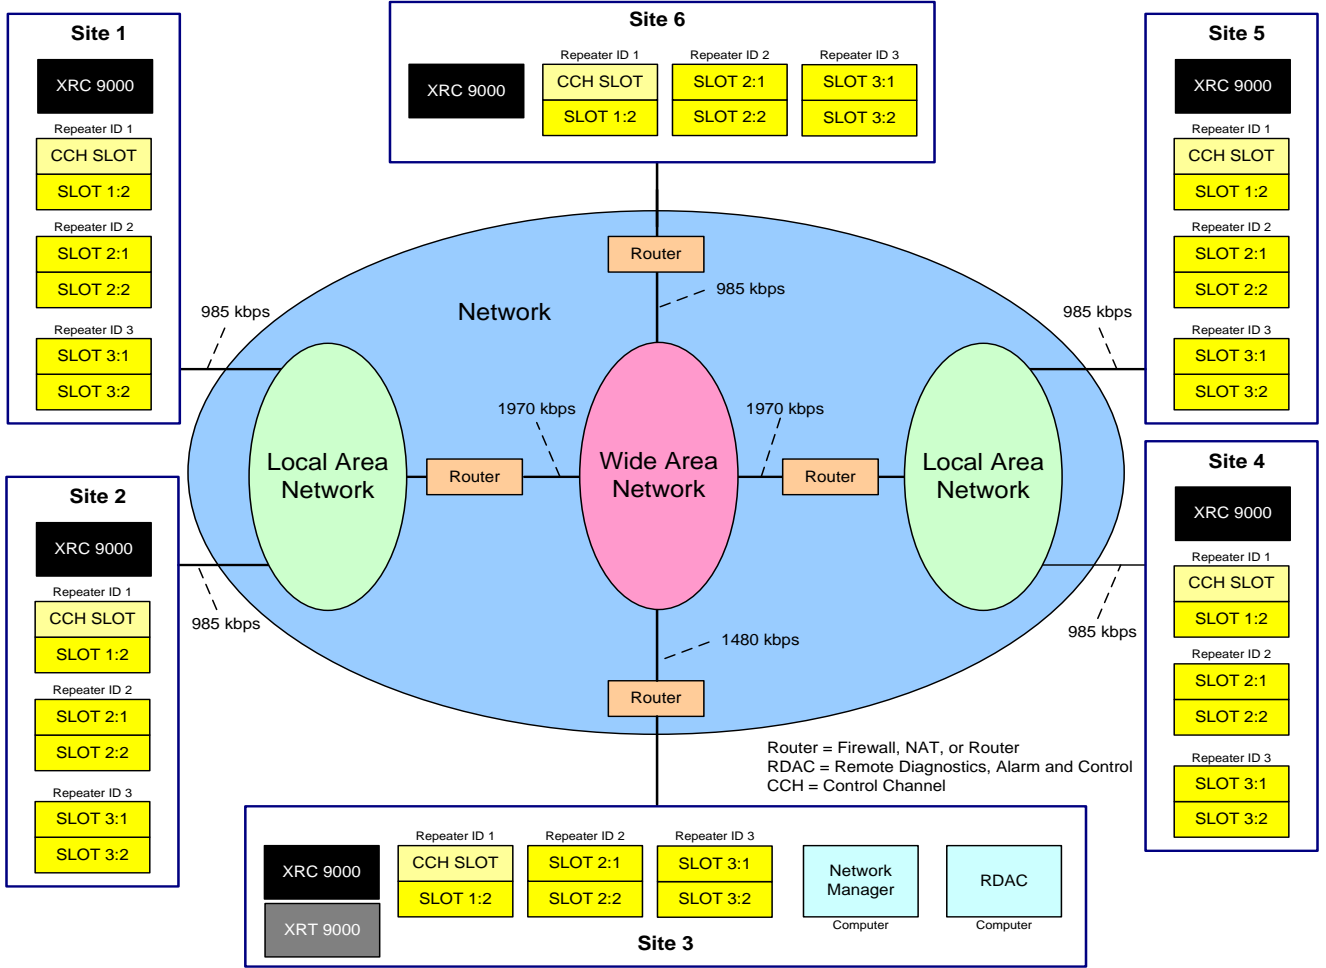 Site 1
XRC 9000
Repeater ID 1
CCH SLOT
SLOT 1:2
Repeater ID 2
SLOT 2:1
SLOT 2:2
Repeater ID 3
SLOT 3:1
SLOT 3:2
Site 6
XRC 9000
Repeater ID 1
CCH SLOT
SLOT 1:2
Repeater ID 2
SLOT 2:1
SLOT 2:2
Repeater ID 3
SLOT 3:1
SLOT 3:2
Site 5
XRC 9000
Repeater ID 1
CCH SLOT
SLOT 1:2
Repeater ID 2
SLOT 2:1
SLOT 2:2
Repeater ID 3
SLOT 3:1
SLOT 3:2
Router
985 kbps
Network
985 kbps
985 kbps
1970 kbps
1970 kbps
Local Area
Network
Router
Wide Area
Network
Router
Local Area
Network
985 kbps
985 kbps
1480 kbps
Router
Site 2
XRC 9000
Repeater ID 1
CCH SLOT
SLOT 1:2
Repeater ID 2
SLOT 2:1
SLOT 2:2
Repeater ID 3
SLOT 3:1
SLOT 3:2
Site 4
XRC 9000
Repeater ID 1
CCH SLOT
SLOT 1:2
Repeater ID 2
SLOT 2:1
SLOT 2:2
Repeater ID 3
SLOT 3:1
SLOT 3:2
Router = Firewall, NAT, or Router
RDAC = Remote Diagnostics, Alarm and Control
CCH = Control Channel
XRC 9000
XRT 9000
Repeater ID 1
CCH SLOT
SLOT 1:2
Repeater ID 2
SLOT 2:1
SLOT 2:2
Repeater ID 3
SLOT 3:1
SLOT 3:2
Network
Manager
Computer
RDAC
Computer
Site 3